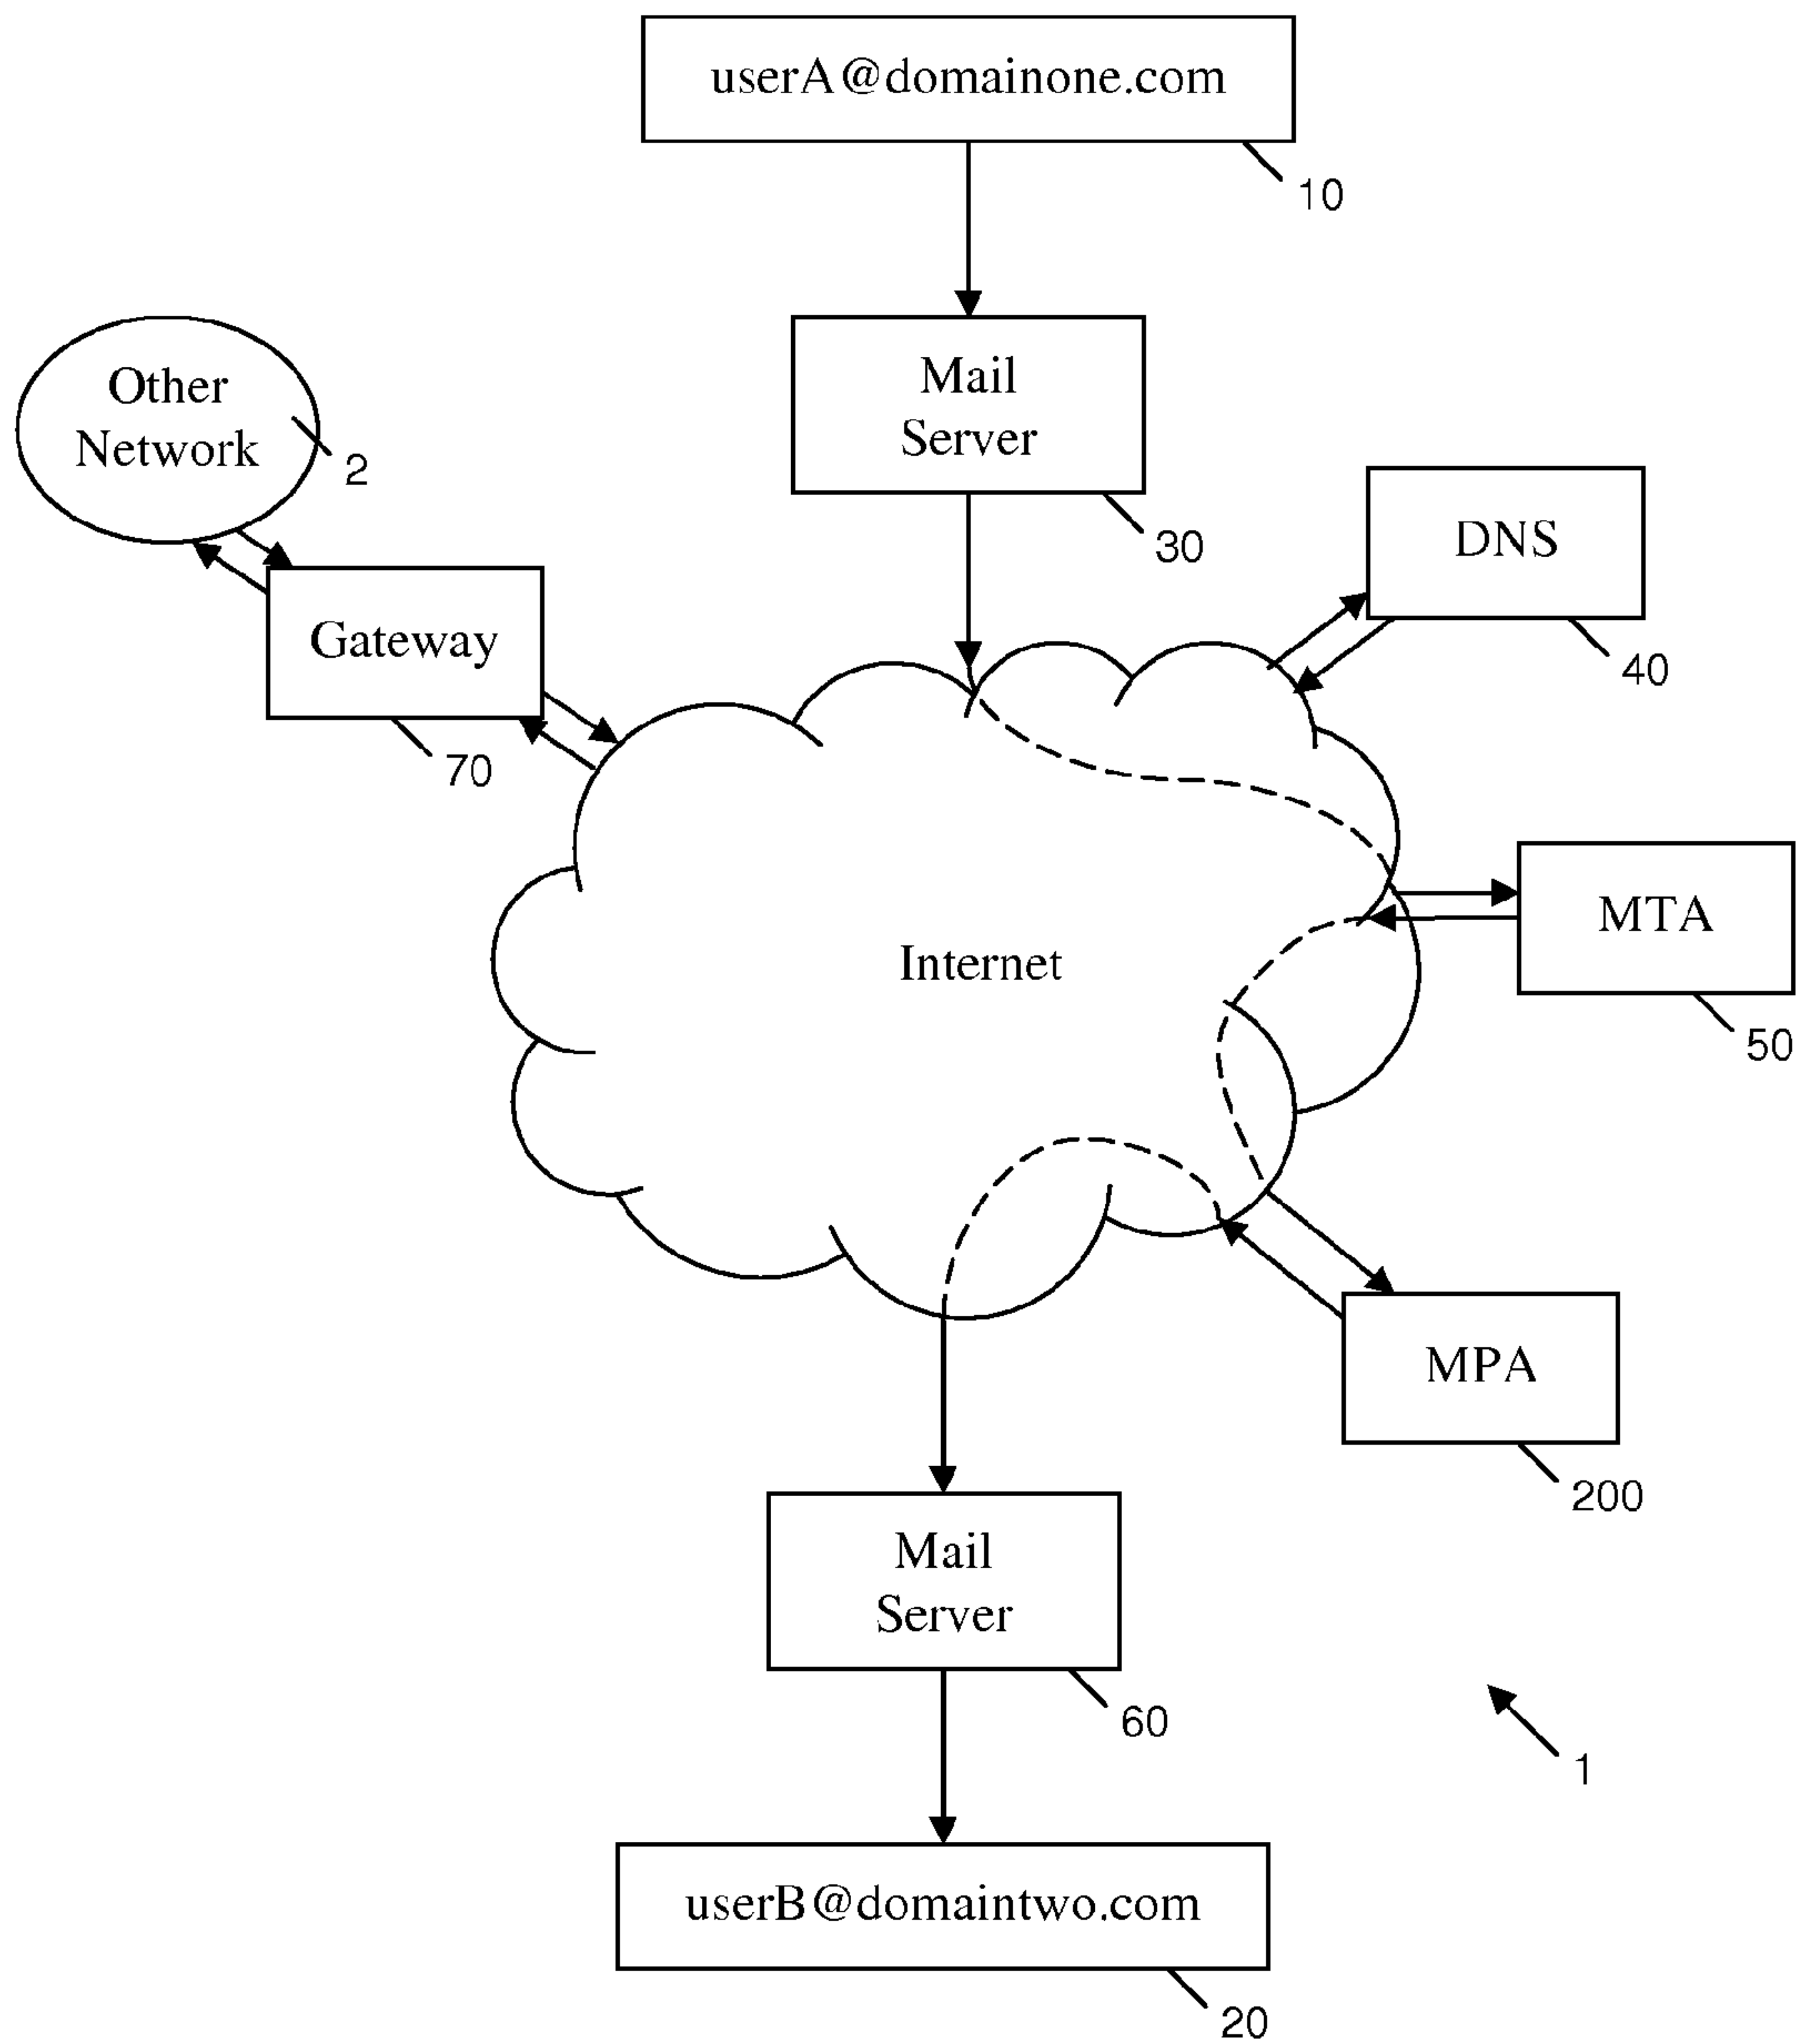 userA@domainone.com
10
Mail
Server
30
Other
Network
2
DNS
40
Gateway
70
MTA
50
Internet
MPA
200
Mail
Server
60
1
userB@domaintwo.com
20